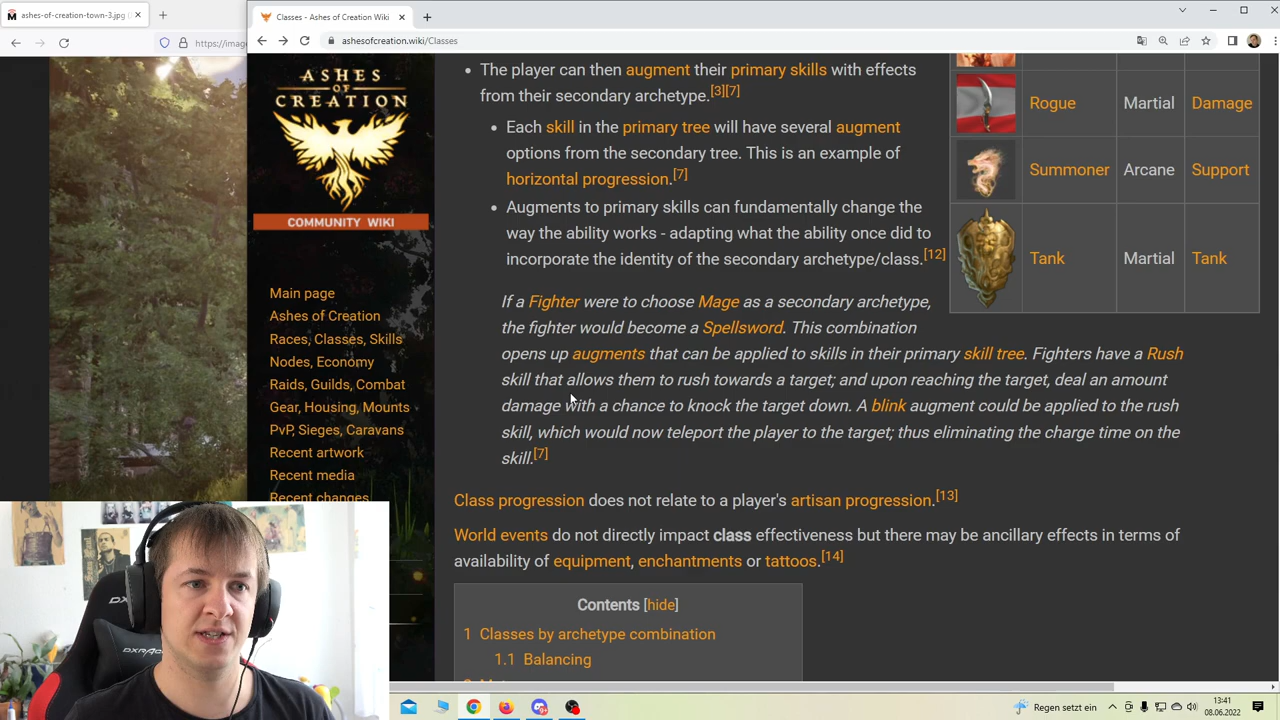 ashes-of-creation-town-3.jpg (
Classes - Ashes of Creation Wiki
https://imag
ashesofcreation.wiki/Classes
ASHES
OF
CREATION
COMMUNITY WIKI
Main page
Ashes of Creation
Races, Classes, Skills
Nodes, Economy
Raids, Guilds, Combat
Gear, Housing, Mounts
PvP, Sieges, Caravans
Recent artwork
Recent media
Recent changes
The player can then augment their primary skills with effects
from their secondary archetype.[3][7]
Each skill in the primary tree will have several augment
options from the secondary tree. This is an example of
horizontal progression.[7]
Augments to primary skills can fundamentally change the
way the ability works - adapting what the ability once did to
incorporate the identity of the secondary archetype/class.[12]
If a Fighter were to choose Mage as a secondary archetype,
the fighter would become a Spellsword. This combination
opens up augments that can be applied to skills in their primary skill tree. Fighters have a Rush
skill that allows them to rush towards a target; and upon reaching the target, deal an amount
damage with a chance to knock the target down. A blink augment could be applied to the rush
skill, which would now teleport the player to the target; thus eliminating the charge time on the
skill.[7]
Class progression does not relate to a player's artisan progression.[13]
World events do not directly impact class effectiveness but there may be ancillary effects in terms of
availability of equipment, enchantments or tattoos.[14]
Contents [hide]
1 Classes by archetype combination
1.1 Balancing
Rogue Martial Damage
Summoner Arcane Support
Tank Martial Tank
DXRACER
Regen setzt ein
13:41
08.06.2022